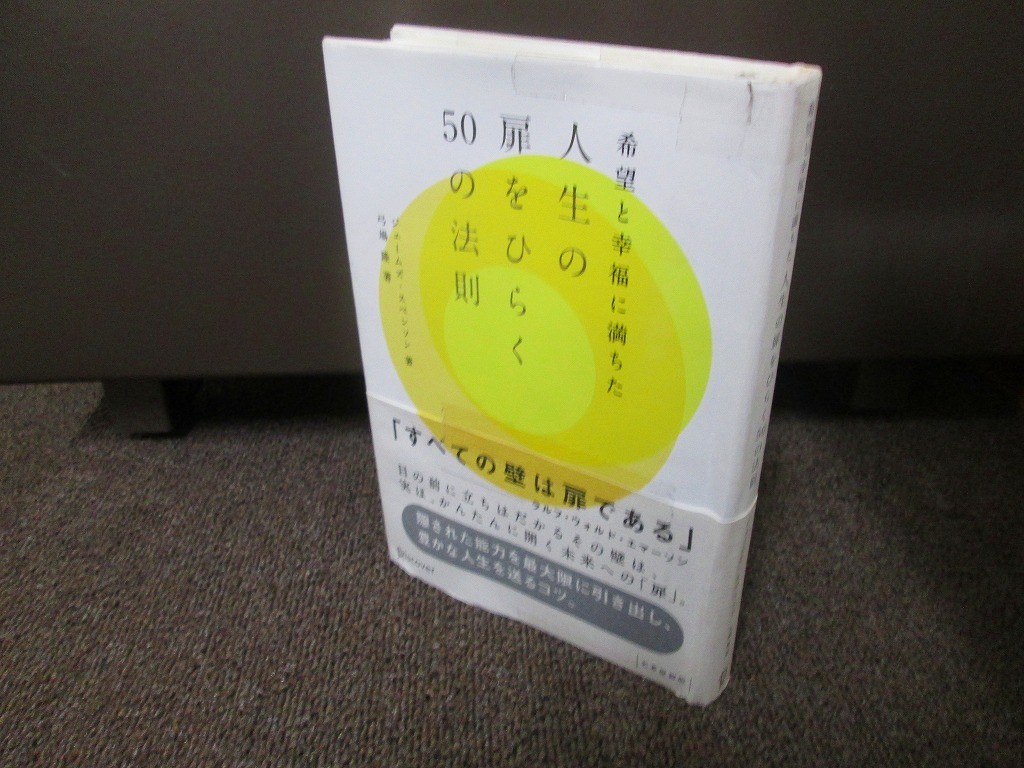 希望と幸福に満ちた
人生の
扉をひらく
50の法則
ジェームズ・スペンソン 著
弓場 隆 著
「すべての壁は扉である」
ラルフ・ウォルド・エマーソン
目の前に立ちはだかるその壁は、
実は、かんたんに開く未来への「扉」。
隠された能力を最大限に引き出し、
豊かな人生を送るコツ。
Discover